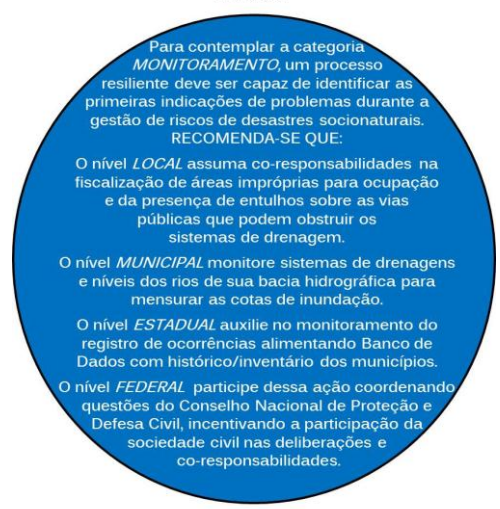 Para contemplar a categoria
MONITORAMENTO, um processo
resiliente deve ser capaz de identificar as
primeiras indicações de problemas durante a
gestão de riscos de desastres socionaturais.
RECOMENDA-SE QUE:
O nível LOCAL assuma co-responsabilidades na
fiscalização de áreas impróprias para ocupação
e da presença de entulhos sobre as vias
públicas que podem obstruir os
sistemas de drenagem.
O nível MUNICIPAL monitore sistemas de drenagens
e níveis dos rios de sua bacia hidrográfica para
mensurar as cotas de inundação.
O nível ESTADUAL auxilie no monitoramento do
registro de ocorrências alimentando Banco de
Dados com histórico/inventário dos municípios.
O nível FEDERAL participe dessa ação coordenando
questões do Conselho Nacional de Proteção e
Defesa Civil, incentivando a participação da
sociedade civil nas deliberações e
co-responsabilidades.